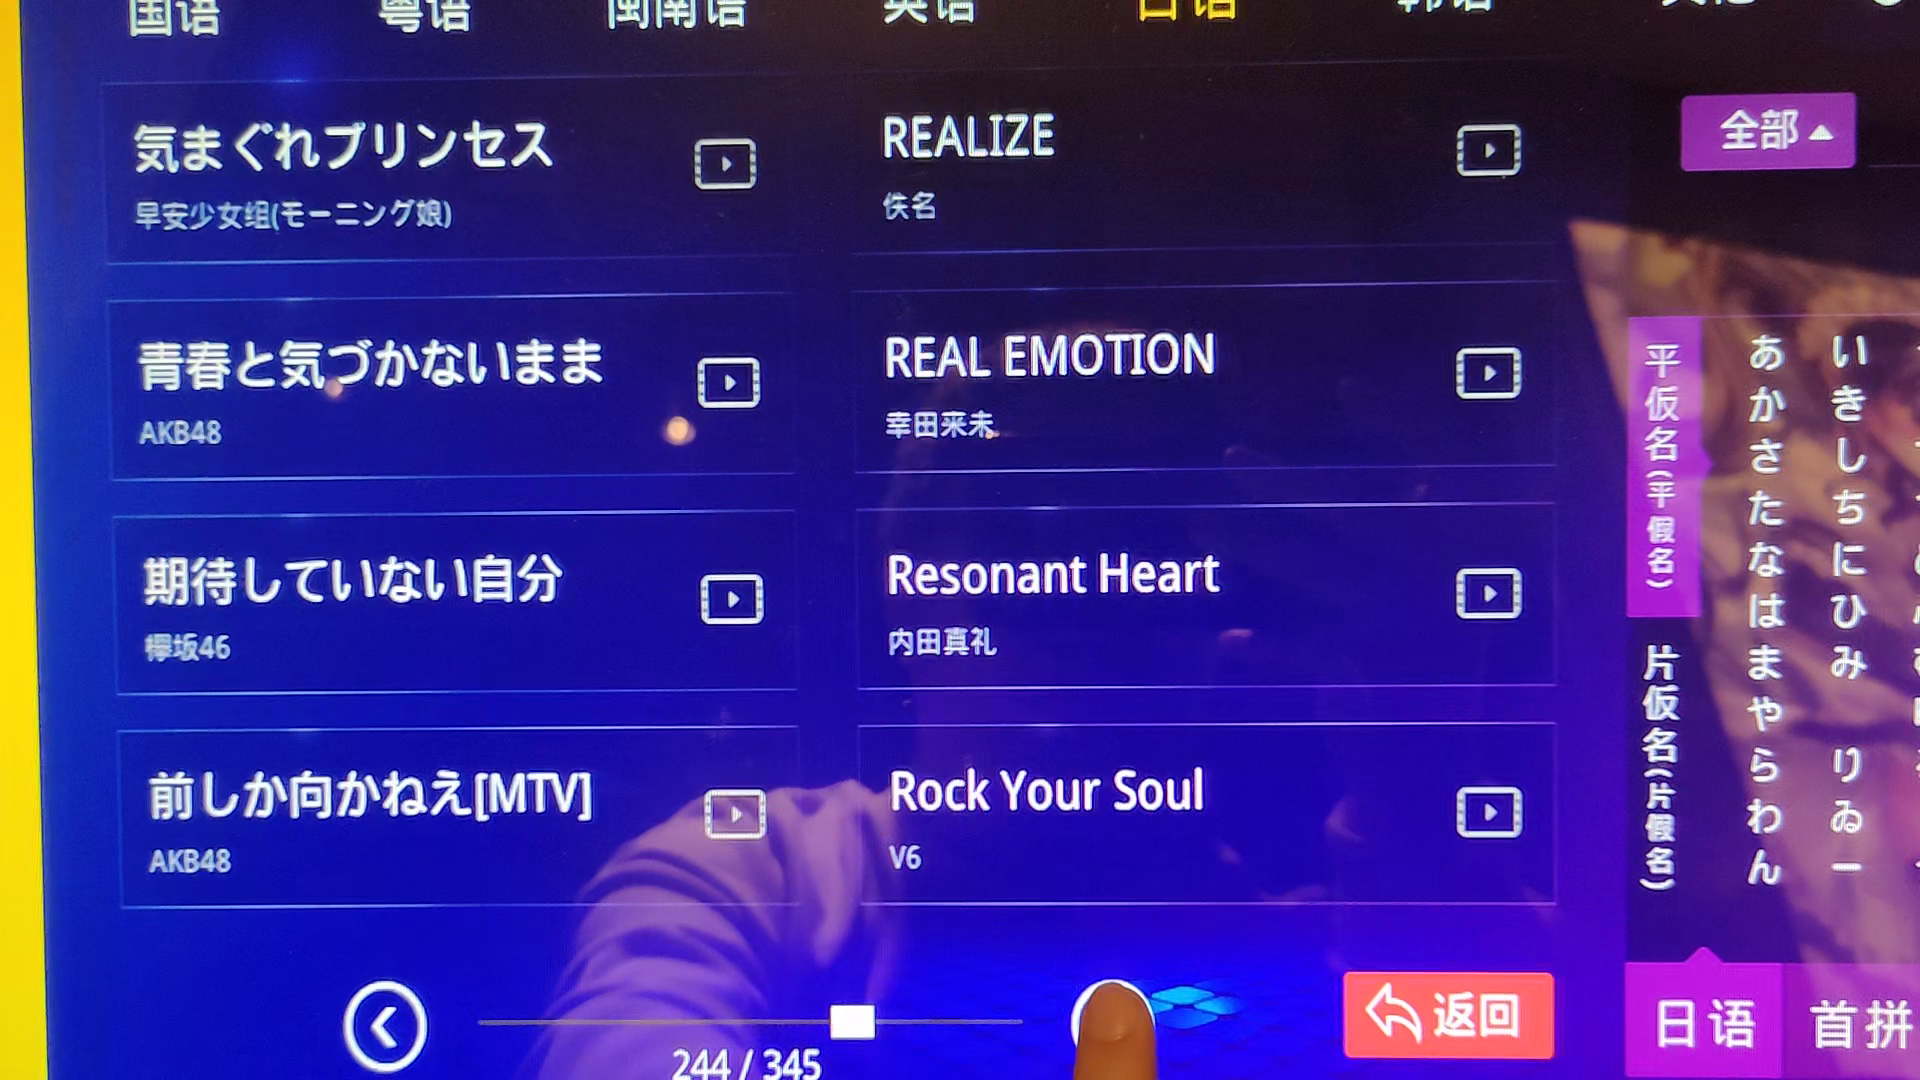 国语 粤语 闽南语 英语 日语 韩语 其他
気まぐれプリンセス
早安少女组(モーニング娘)
REALIZE
佚名
青春と気づかないまま
AKB48
REAL EMOTION
幸田来未
期待していない自分
欅坂46
Resonant Heart
内田真礼
前しか向かねえ[MTV]
AKB48
Rock Your Soul
V6
244 / 345
返回
全部
平仮名(平假名)
片仮名(片假名)
あかさたなはまやらわん
いきしちにひみ りゐー
日语
首拼